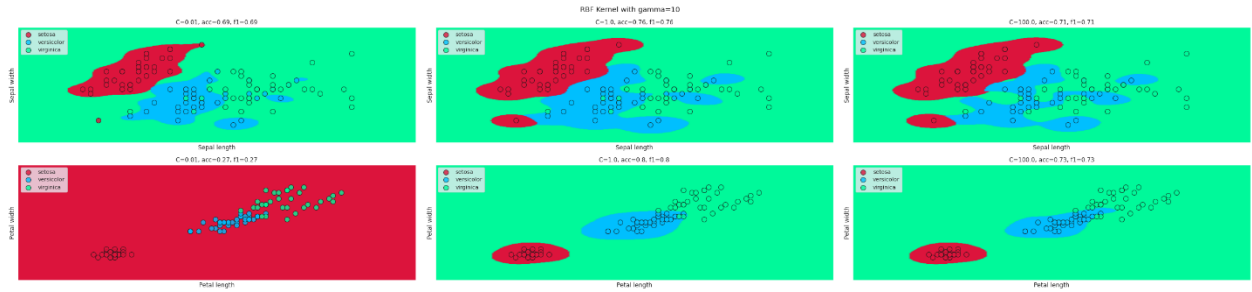 RBF Kernel with gamma=10
C=0.01, acc=0.69, f1=0.69
setosa
versicolor
virginica
Sepal width
Sepal length
C=1.0, acc=0.76, f1=0.76
setosa
versicolor
virginica
Sepal width
Sepal length
C=100.0, acc=0.71, f1=0.71
setosa
versicolor
virginica
Sepal width
Sepal length
C=0.01, acc=0.27, f1=0.27
setosa
versicolor
virginica
Petal width
Petal length
C=1.0, acc=0.8, f1=0.8
setosa
versicolor
virginica
Petal width
Petal length
C=100.0, acc=0.73, f1=0.73
setosa
versicolor
virginica
Petal width
Petal length